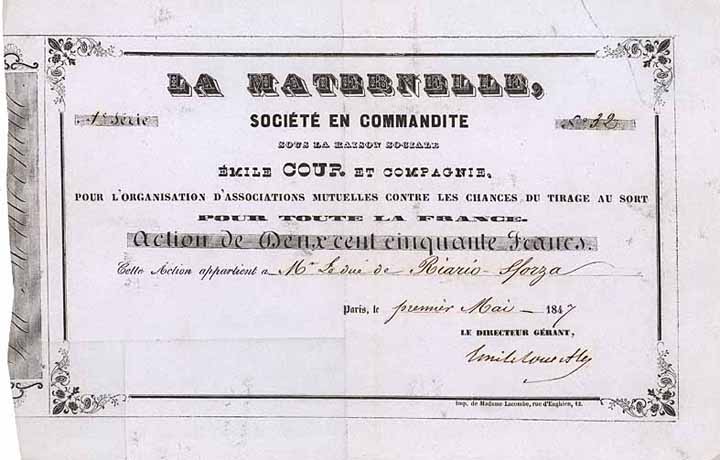 LA MATERNELLE,
1e Série
No 32
SOCIÉTÉ EN COMMANDITE
SOUS LA RAISON SOCIALE
ÉMILE COUR ET COMPAGNIE,
POUR L'ORGANISATION D'ASSOCIATIONS MUTUELLES CONTRE LES CHANCES DU TIRAGE AU SORT
POUR TOUTE LA FRANCE.
Action de Deux cent cinquante Francs.
Cette Action appartient a Mr Le duc de Riario-Sforza
Paris, le premier Mai 1847
LE DIRECTEUR GÉRANT,
Imp. de Madame Lacombe, rue d'Enghien, 12.